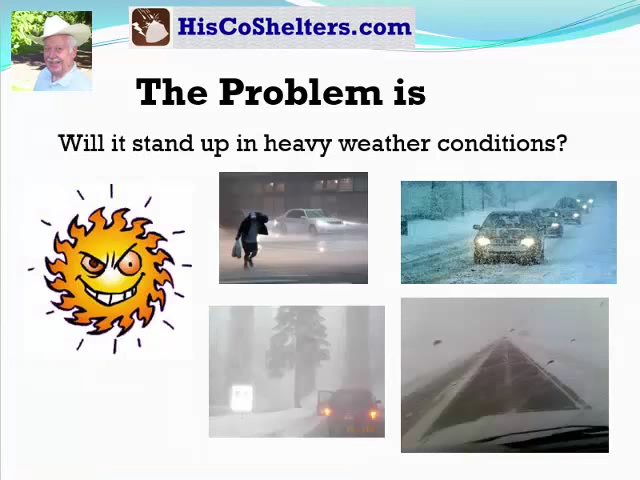 HisCoShelters.com
The Problem is
Will it stand up in heavy weather conditions?